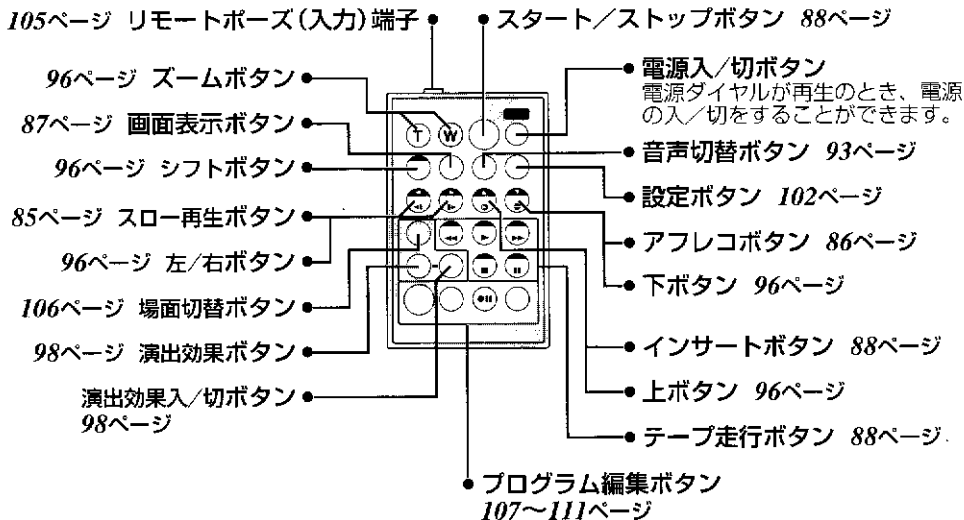 105ページ リモートポーズ(入力)端子
スタート/ストップボタン 88ページ
96ページ ズームボタン
電源入/切ボタン
電源ダイヤルが再生のとき、電源
の入/切をすることができます。
87ページ 画面表示ボタン
音声切替ボタン 93ページ
96ページ シフトボタン
設定ボタン 102ページ
85ページ スロー再生ボタン
アフレコボタン 86ページ
96ページ 左/右ボタン
下ボタン 96ページ
106ページ 場面切替ボタン
98ページ 演出効果ボタン
インサートボタン 88ページ
演出効果入/切ボタン
98ページ
上ボタン 96ページ
テープ走行ボタン 88ページ
プログラム編集ボタン
107〜111ページ
T W